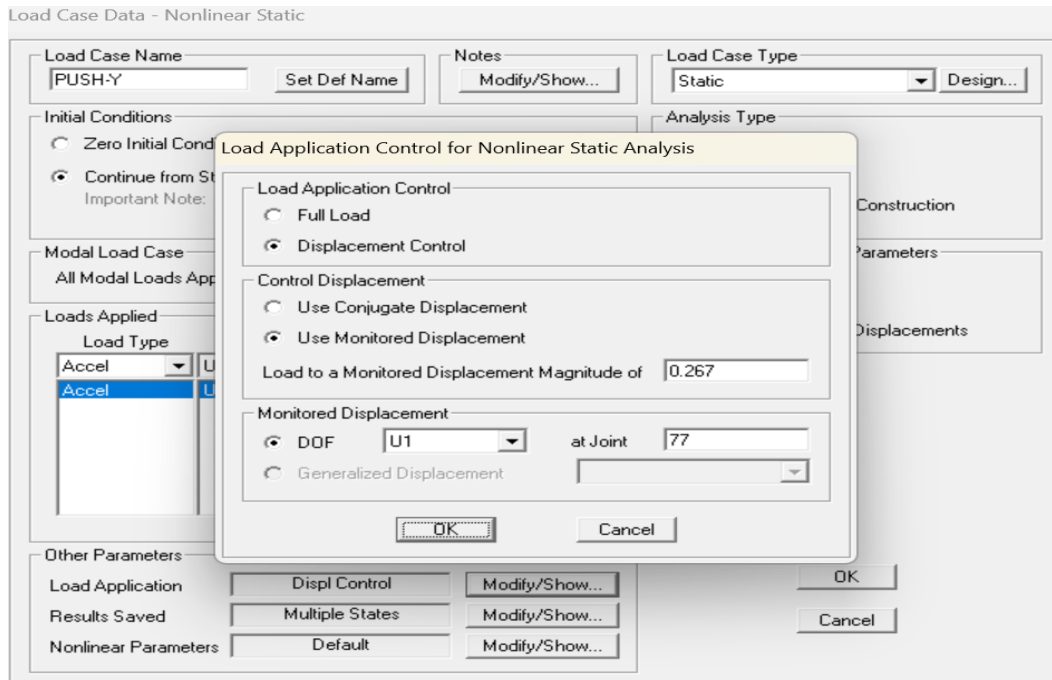 Load Case Data - Nonlinear Static
Load Case Name
PUSH-Y
Set Def Name
Notes
Modify/Show...
Load Case Type
Static
Design...
Initial Conditions
Zero Initial Cond
Continue from St
Important Note:
Analysis Type
Construction
Modal Load Case
All Modal Loads App
Parameters
Displacements
Loads Applied
Load Type
Accel
U
Accel
U
Load Application Control for Nonlinear Static Analysis
Load Application Control
Full Load
Displacement Control
Control Displacement
Use Conjugate Displacement
Use Monitored Displacement
Load to a Monitored Displacement Magnitude of 0.267
Monitored Displacement
DOF U1 at Joint 77
Generalized Displacement
OK Cancel
Other Parameters
Load Application Displ Control Modify/Show...
Results Saved Multiple States Modify/Show...
Nonlinear Parameters Default Modify/Show...
OK
Cancel